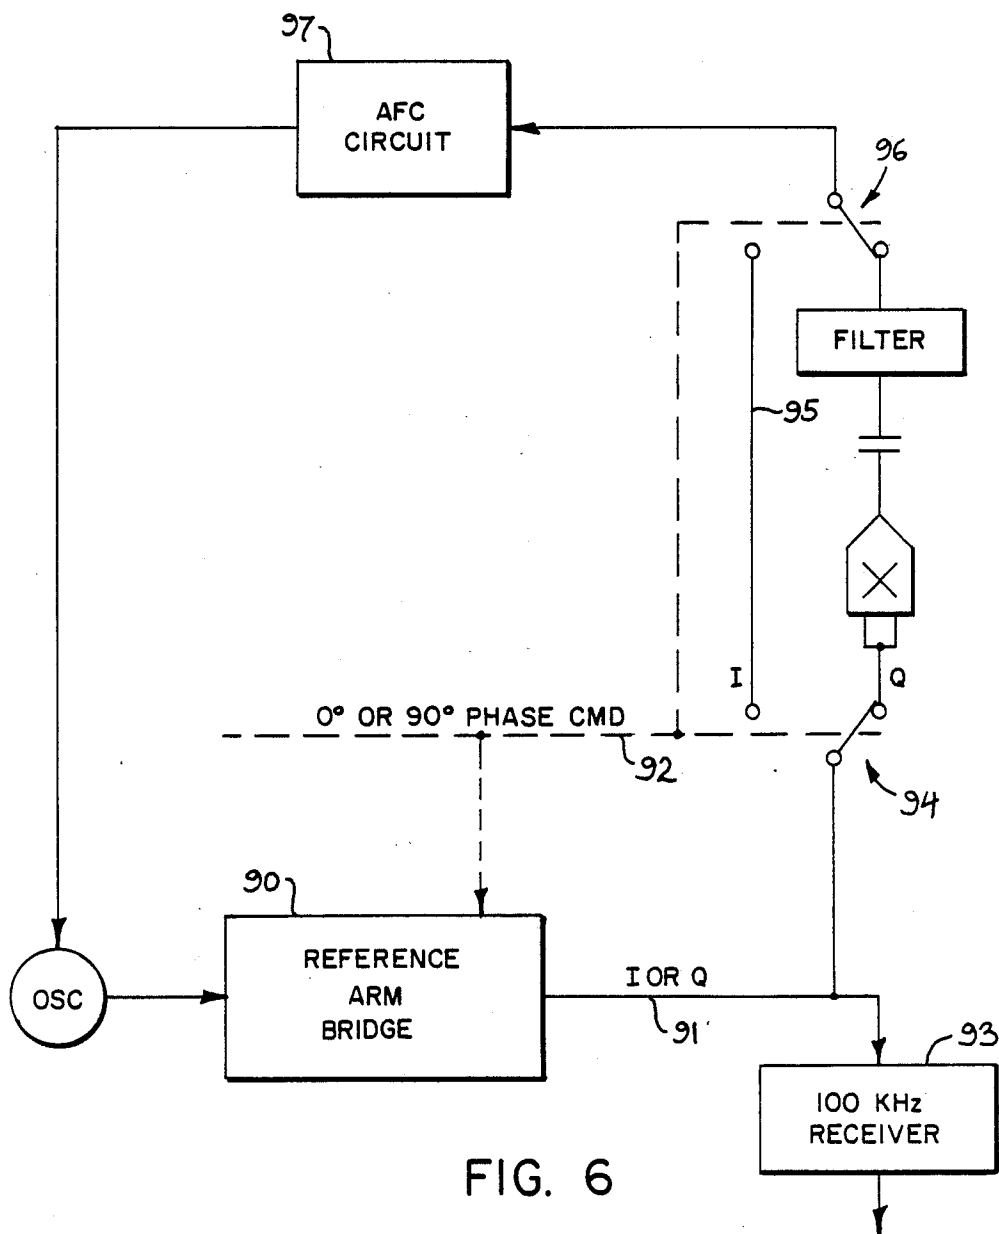 97
AFC
CIRCUIT
96
FILTER
95
I
Q
0° OR 90° PHASE CMD
92
94
90
REFERENCE
ARM
BRIDGE
OSC
I OR Q
91
93
100 KHz
RECEIVER
FIG. 6